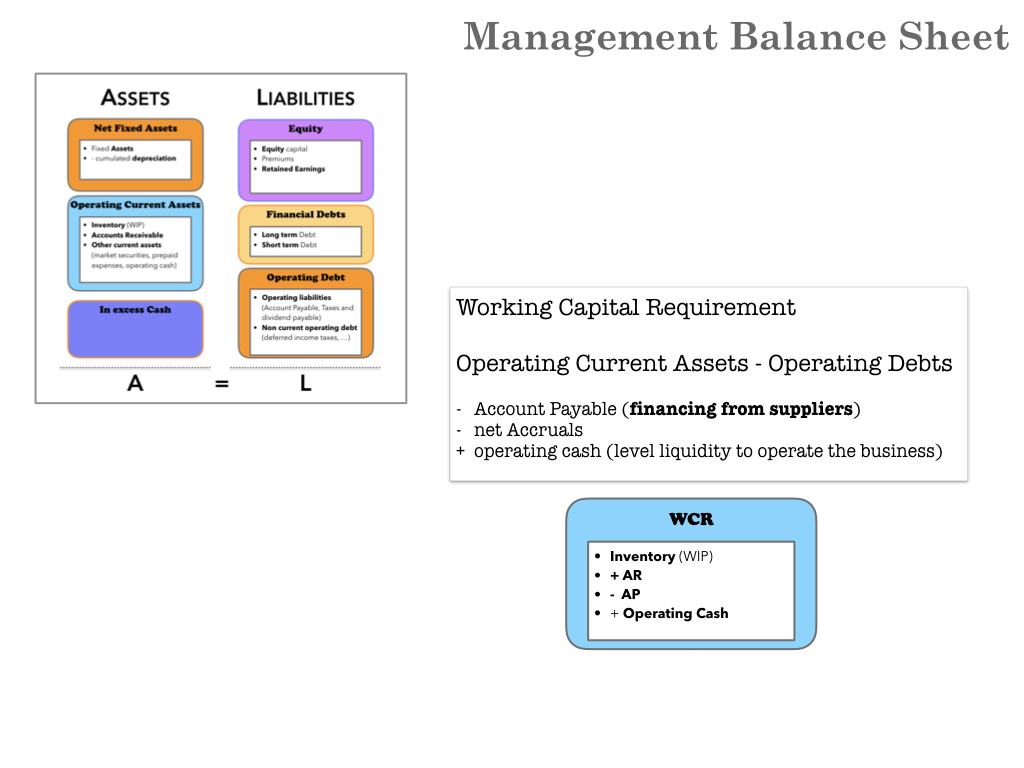 Management Balance Sheet
ASSETS
LIABILITIES
Net Fixed Assets
• Fixed Assets
• - cumulated depreciation
Operating Current Assets
• Inventory (WIP)
• Accounts Receivable
• Other current assets
(market securities, prepaid
expenses, operating cash)
In excess Cash
Equity
• Equity capital
• Premiums
• Retained Earnings
Financial Debts
• Long term Debt
• Short term Debt
Operating Debt
• Operating liabilities
(Account Payable, Taxes and
dividend payable)
• Non current operating debt
(deferred income taxes, ...)
A = L
Working Capital Requirement
Operating Current Assets - Operating Debts
- Account Payable (financing from suppliers)
- net Accruals
+ operating cash (level liquidity to operate the business)
WCR
• Inventory (WIP)
• + AR
• - AP
• + Operating Cash